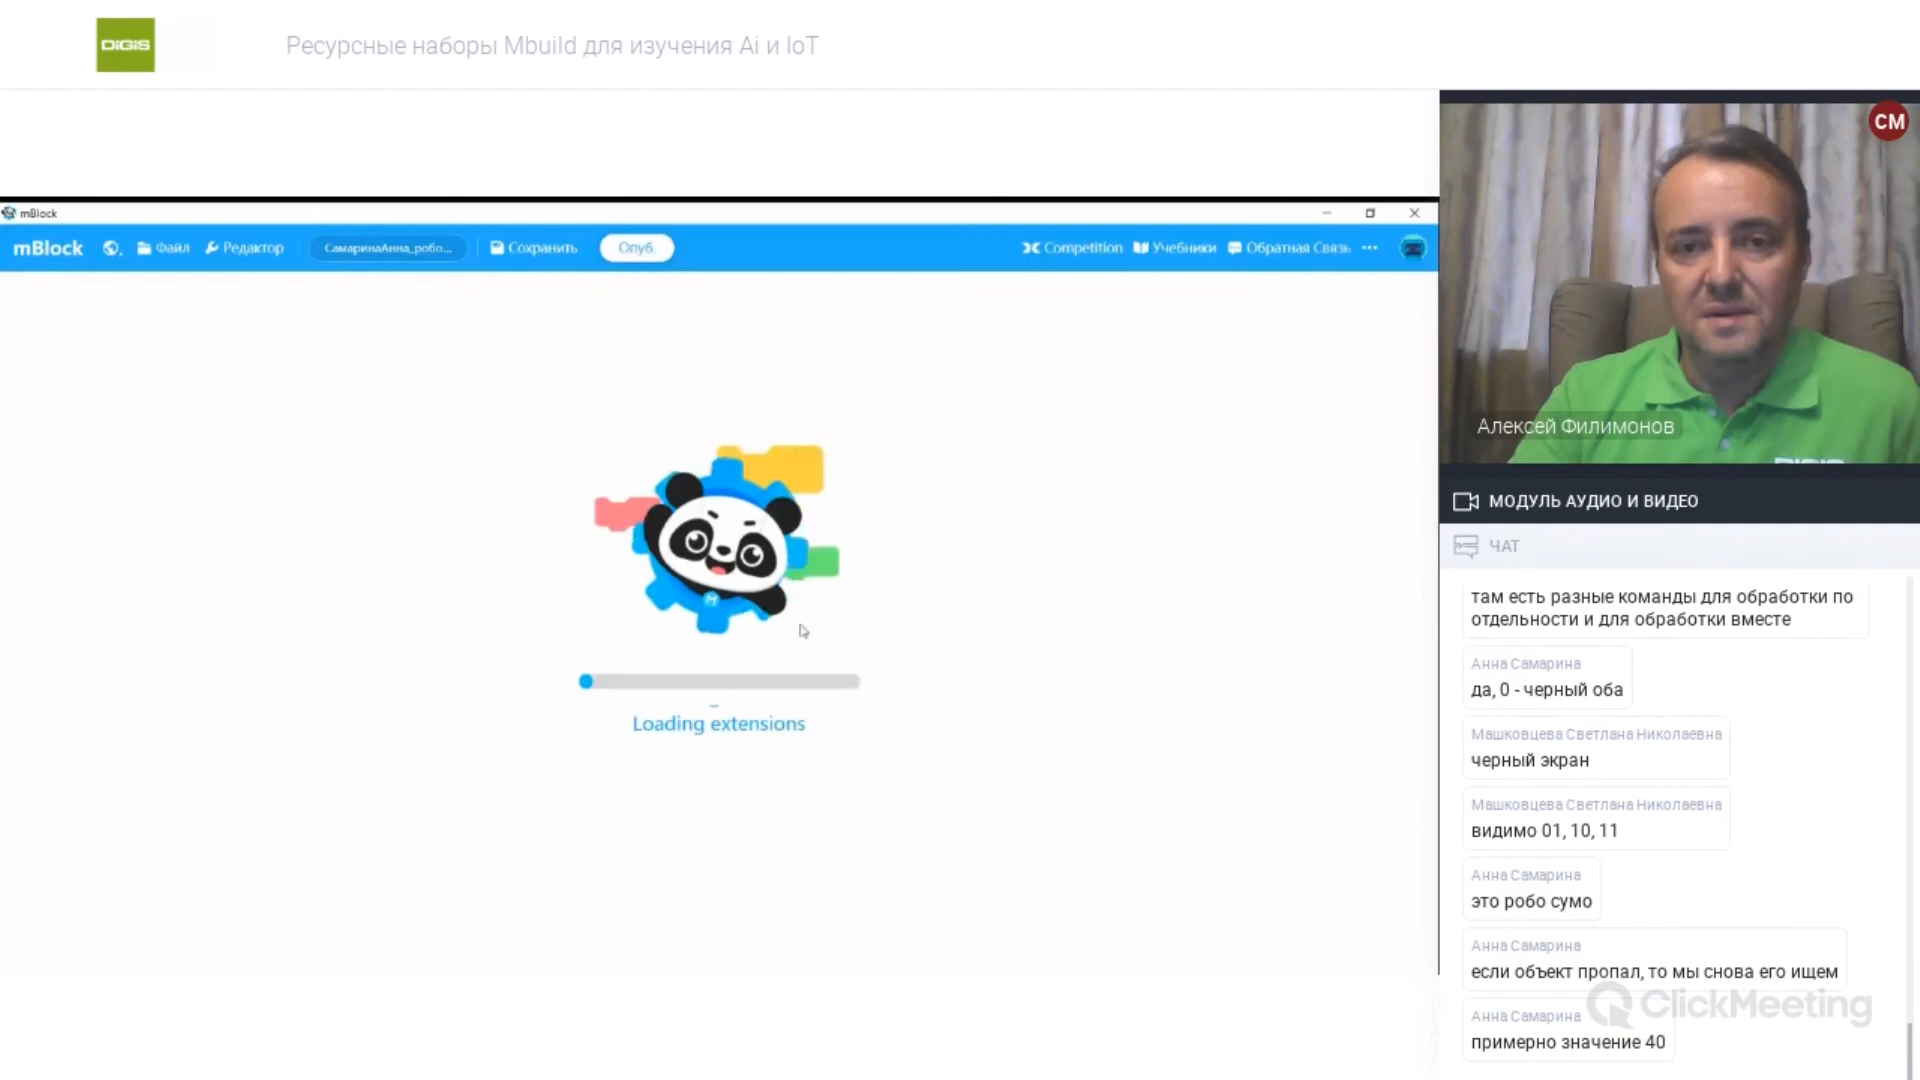 DIGIS
Ресурсные наборы Mbuild для изучения Ai и IoT
CM
mBlock
mBlock
Файл
Редактор
СамаринаАнна_робо...
Сохранить
Опуб.
Competition
Учебники
Обратная Связь
Алексей Филимонов
DIGIS
Loading extensions
МОДУЛЬ АУДИО И ВИДЕО
ЧАТ
там есть разные команды для обработки по
отдельности и для обработки вместе
Анна Самарина
да, 0 - черный оба
Машковцева Светлана Николаевна
черный экран
Машковцева Светлана Николаевна
видимо 01, 10, 11
Анна Самарина
это робо сумо
Анна Самарина
если объект пропал, то мы снова его ищем
Анна Самарина
примерно значение 40
ClickMeeting